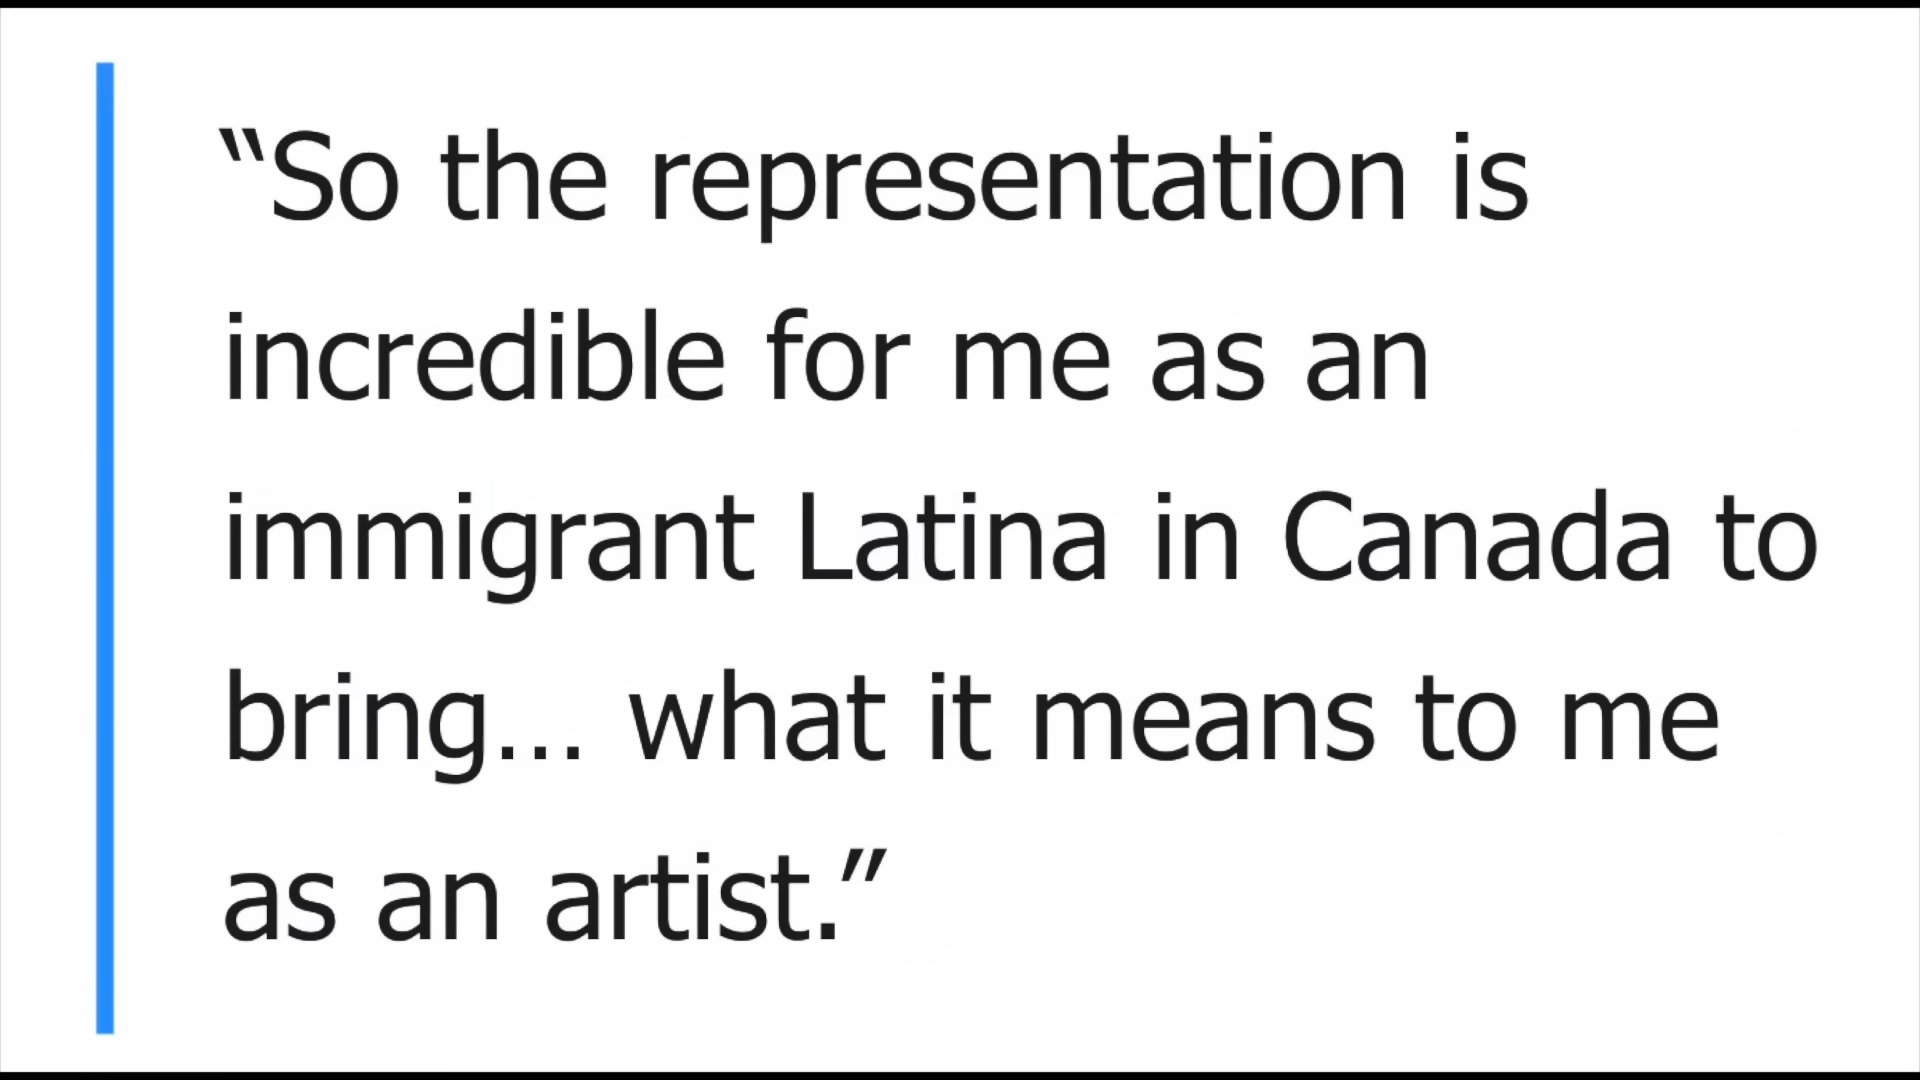 “So the representation is
incredible for me as an
immigrant Latina in Canada to
bring... what it means to me
as an artist.”